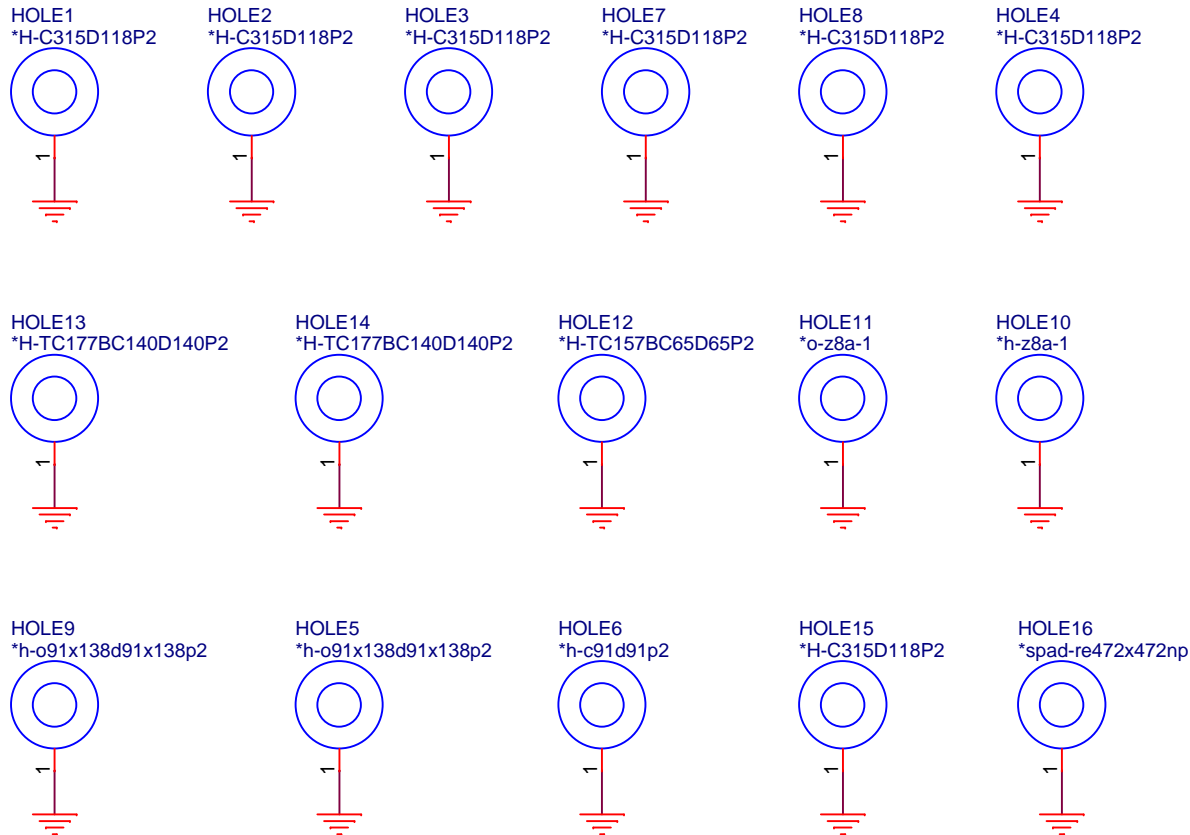 HOLE1
*H-C315D118P2
1
HOLE2
*H-C315D118P2
1
HOLE3
*H-C315D118P2
1
HOLE7
*H-C315D118P2
1
HOLE8
*H-C315D118P2
1
HOLE4
*H-C315D118P2
1
HOLE13
*H-TC177BC140D140P2
1
HOLE14
*H-TC177BC140D140P2
1
HOLE12
*H-TC157BC65D65P2
1
HOLE11
*o-z8a-1
1
HOLE10
*h-z8a-1
1
HOLE9
*h-o91x138d91x138p2
1
HOLE5
*h-o91x138d91x138p2
1
HOLE6
*h-c91d91p2
1
HOLE15
*H-C315D118P2
1
HOLE16
*spad-re472x472np
1